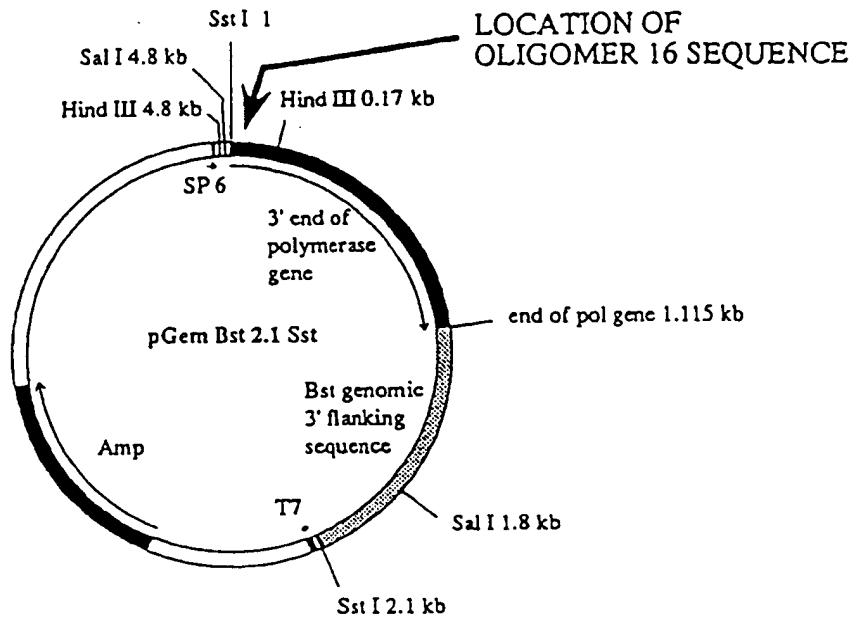 Sst I 1
LOCATION OF
OLIGOMER 16 SEQUENCE
Sal I 4.8 kb
Hind III 4.8 kb
Hind III 0.17 kb
SP 6
3' end of
polymerase
gene
end of pol gene 1.115 kb
pGem Bst 2.1 Sst
Bst genomic
3' flanking
sequence
Amp
T7
Sal I 1.8 kb
Sst I 2.1 kb